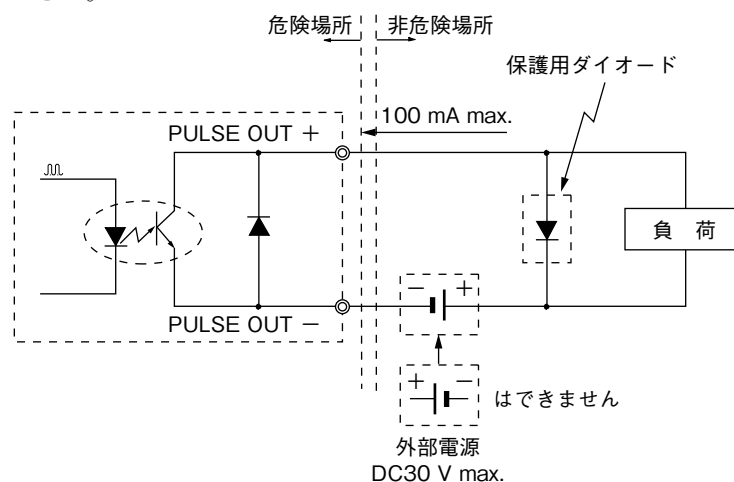 危険場所
非危険場所
保護用ダイオード
100 mA max.
PULSE OUT +
負 荷
− +
PULSE OUT −
+ −
はできません
外部電源
DC30 V max.